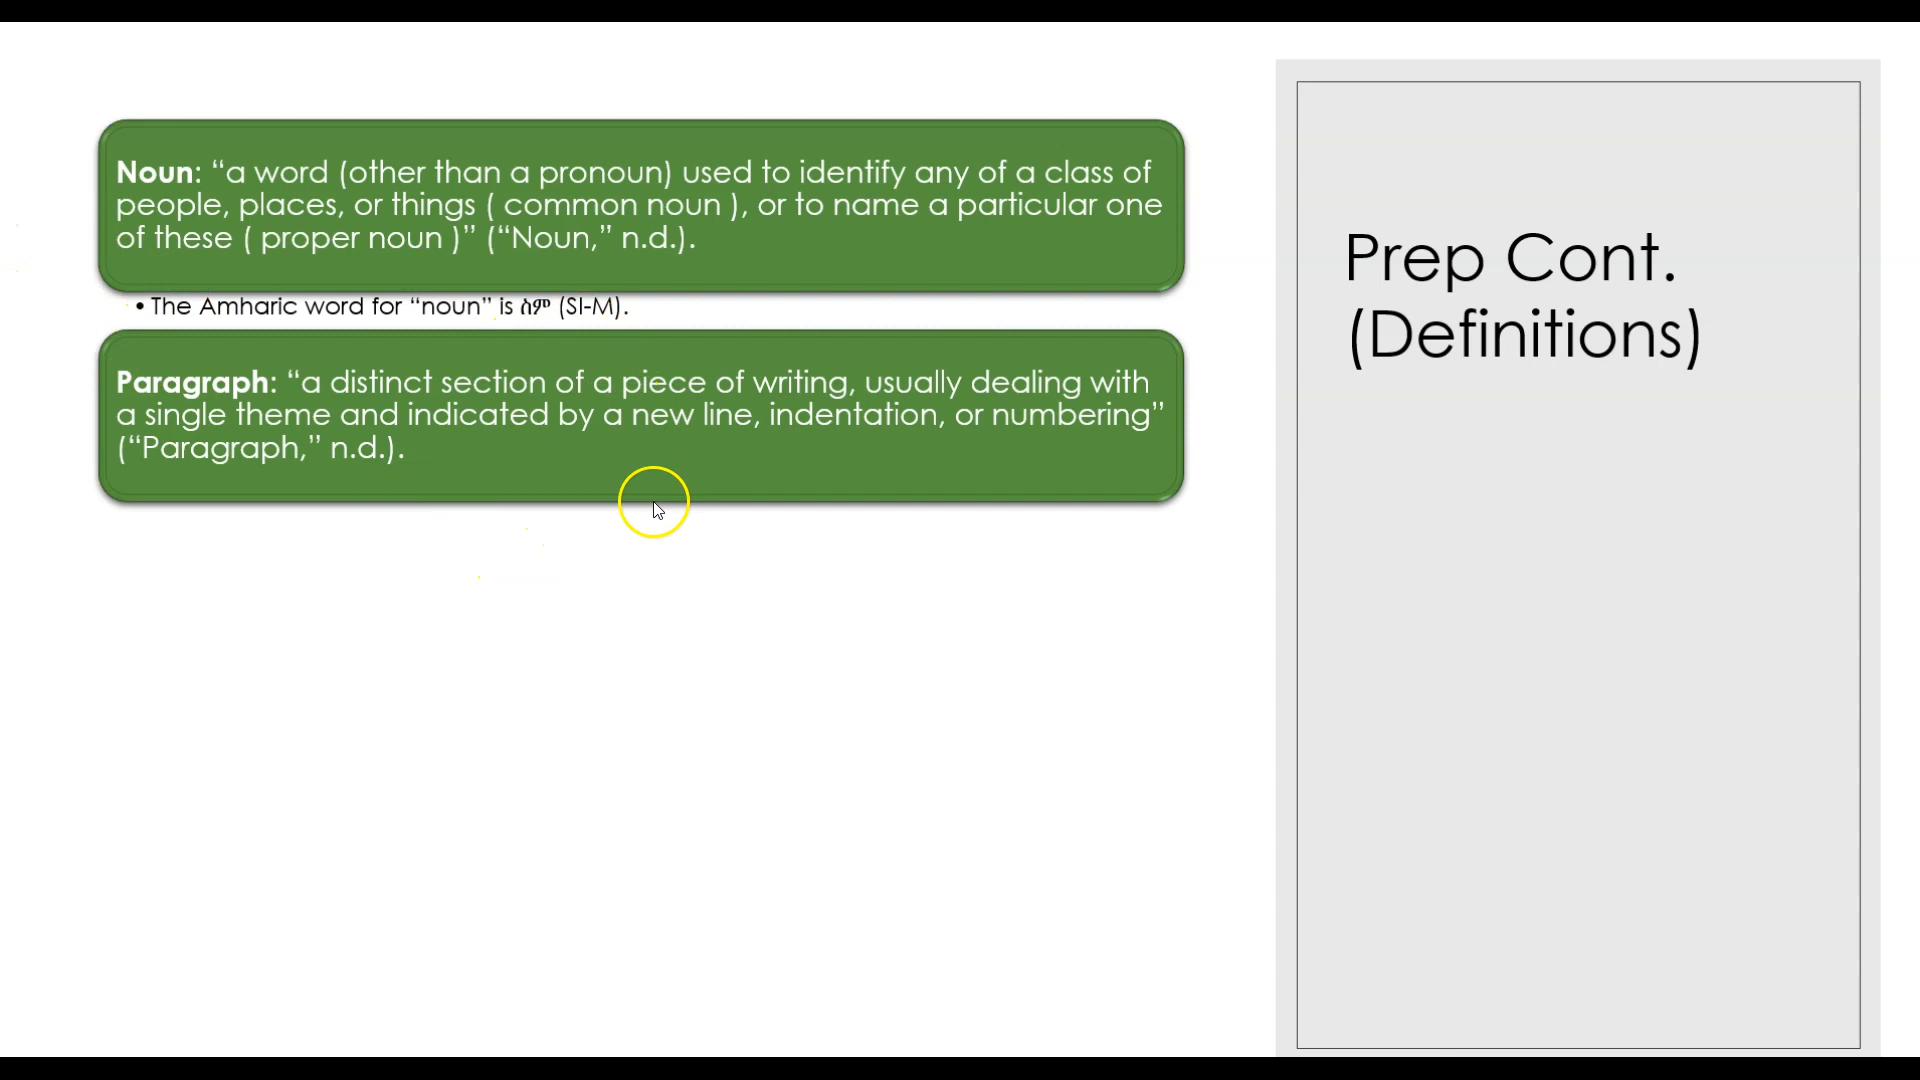 Noun: “a word (other than a pronoun) used to identify any of a class of
people, places, or things ( common noun ), or to name a particular one
of these ( proper noun )” (“Noun,” n.d.).
• The Amharic word for “noun” is ስም (SI-M).
Paragraph: “a distinct section of a piece of writing, usually dealing with
a single theme and indicated by a new line, indentation, or numbering”
(“Paragraph,” n.d.).
Prep Cont.
(Definitions)